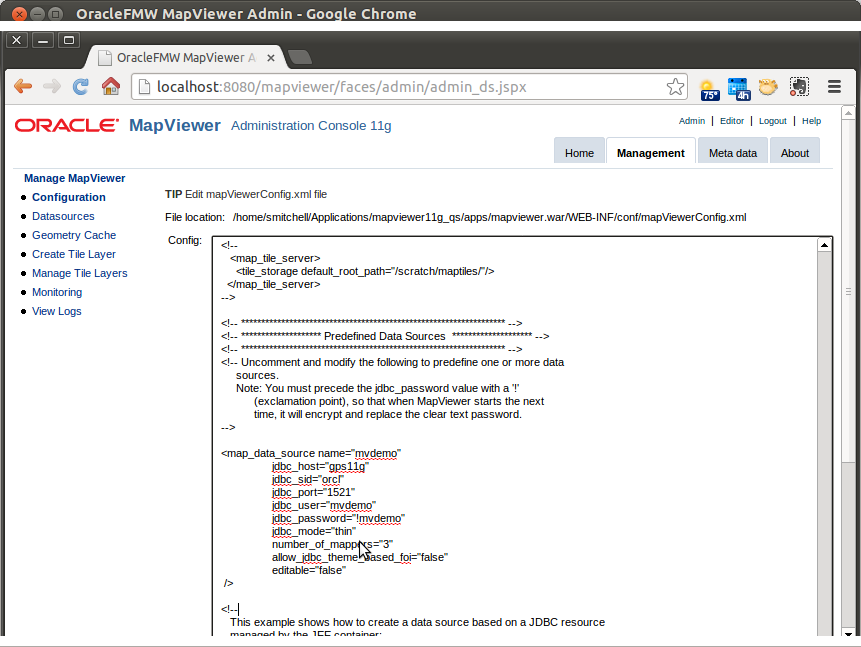 OracleFMW MapViewer Admin - Google Chrome
OracleFMW MapViewer A
localhost:8080/mapviewer/faces/admin/admin_ds.jspx
75°
4h
ORACLE MapViewer Administration Console 11g
Admin | Editor | Logout | Help
Home Management Meta data About
Manage MapViewer
Configuration
Datasources
Geometry Cache
Create Tile Layer
Manage Tile Layers
Monitoring
View Logs
TIP Edit mapViewerConfig.xml file
File location: /home/smitchell/Applications/mapviewer11g_qs/apps/mapviewer.war/WEB-INF/conf/mapViewerConfig.xml
Config:
<!--
<map_tile_server>
<tile_storage default_root_path="/scratch/maptiles/"/>
</map_tile_server>
-->
<!-- ****************************************************************** -->
<!-- ******************** Predefined Data Sources ******************** -->
<!-- ****************************************************************** -->
<!-- Uncomment and modify the following to predefine one or more data
sources.
Note: You must precede the jdbc_password value with a '!'
(exclamation point), so that when MapViewer starts the next
time, it will encrypt and replace the clear text password.
-->
<map_data_source name="mvdemo"
jdbc_host="gps11g"
jdbc_sid="orcl"
jdbc_port="1521"
jdbc_user="mvdemo"
jdbc_password="!mvdemo"
jdbc_mode="thin"
number_of_mappers="3"
allow_jdbc_theme_based_foi="false"
editable="false"
/>
<!--
This example shows how to create a data source based on a JDBC resource
managed by the JEE container: